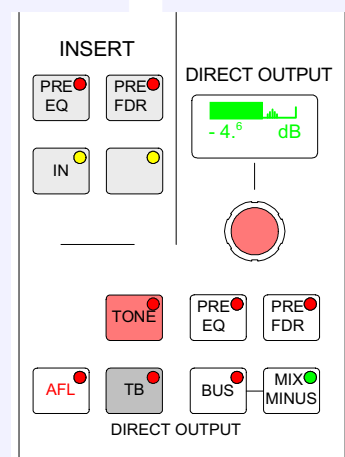 INSERT
PRE
EQ
PRE
FDR
IN
DIRECT OUTPUT
- 4.⁶ dB
TONE
PRE
EQ
PRE
FDR
AFL
TB
BUS
MIX
MINUS
DIRECT OUTPUT